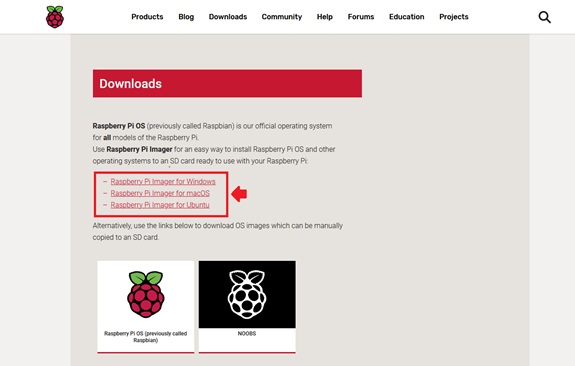 Products Blog Downloads Community Help Forums Education Projects
Downloads
Raspberry Pi OS (previously called Raspbian) is our official operating system
for all models of the Raspberry Pi.
Use Raspberry Pi Imager for an easy way to install Raspberry Pi OS and other
operating systems to an SD card ready to use with your Raspberry Pi:
– Raspberry Pi Imager for Windows
– Raspberry Pi Imager for macOS
– Raspberry Pi Imager for Ubuntu
Alternatively, use the links below to download OS images which can be manually
copied to an SD card.
Raspberry Pi OS (previously called
Raspbian)
NOOBS